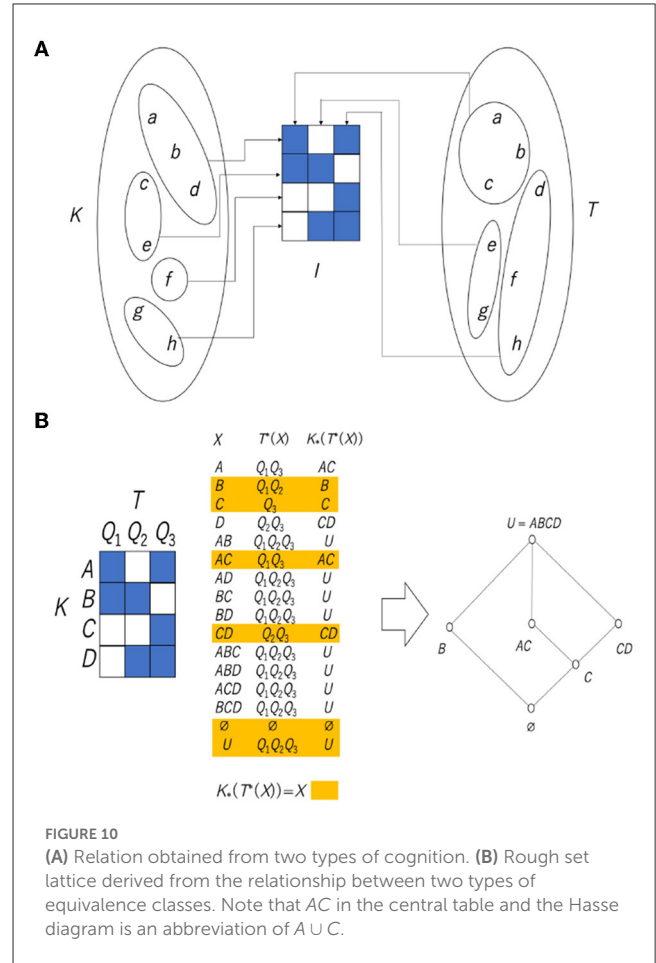 A
a
b
c
d
e
f
g
h
K
I
a
b
c
d
e
f
g
h
T
B
T
Q₁ Q₂ Q₃
K
A
B
C
D
X T*(X) K*(T*(X))
A Q₁Q₃ AC
B Q₁Q₂ B
C Q₃ C
D Q₂Q₃ CD
AB Q₁Q₂Q₃ U
AC Q₁Q₃ AC
AD Q₁Q₂Q₃ U
BC Q₁Q₂Q₃ U
BD Q₁Q₂Q₃ U
CD Q₂Q₃ CD
ABC Q₁Q₂Q₃ U
ABD Q₁Q₂Q₃ U
ACD Q₁Q₂Q₃ U
BCD Q₁Q₂Q₃ U
∅ ∅ ∅
U Q₁Q₂Q₃ U
K*(T*(X))=X
U = ABCD
B
AC
CD
C
∅
FIGURE 10
(A) Relation obtained from two types of cognition. (B) Rough set
lattice derived from the relationship between two types of
equivalence classes. Note that AC in the central table and the Hasse
diagram is an abbreviation of A ∪ C.